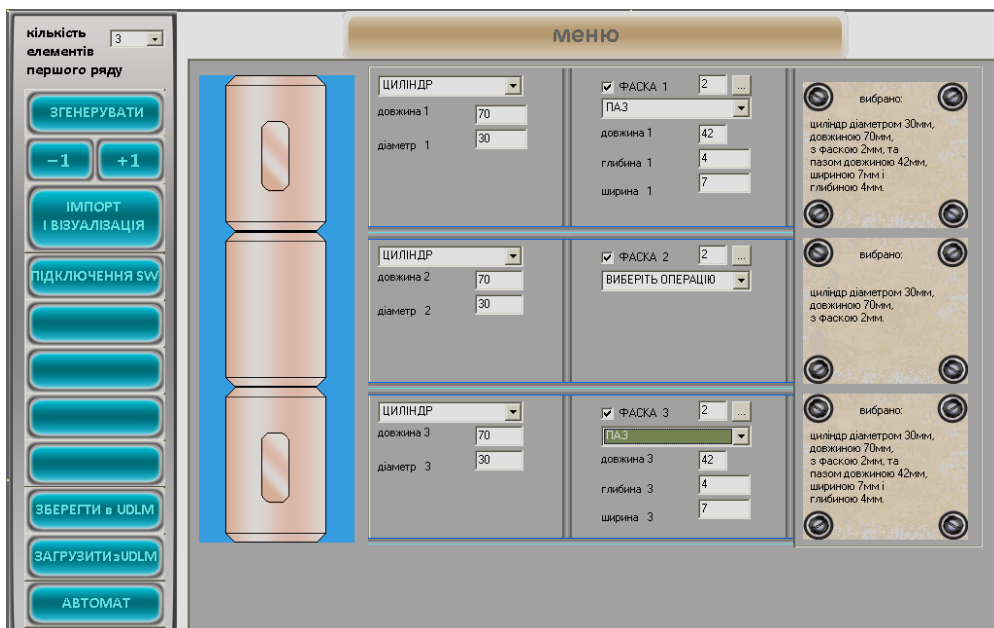 кількість
елементів
першого ряду
3
меню
ЗГЕНЕРУВАТИ
−1
+1
ІМПОРТ
І ВІЗУАЛІЗАЦІЯ
ПІДКЛЮЧЕННЯ SW
ЗБЕРЕГТИ в UDLM
ЗАГРУЗИТИ зUDLM
АВТОМАТ
ЦИЛІНДР
довжина 1
70
діаметр 1
30
ФАСКА 1
2
...
ПАЗ
довжина 1
42
глибина 1
4
ширина 1
7
вибрано:
циліндр діаметром 30мм,
довжиною 70мм,
з фаскою 2мм, та
пазом довжиною 42мм,
шириною 7мм і
глибиною 4мм.
ЦИЛІНДР
довжина 2
70
діаметр 2
30
ФАСКА 2
2
...
ВИБЕРІТЬ ОПЕРАЦІЮ
вибрано:
циліндр діаметром 30мм,
довжиною 70мм,
з фаскою 2мм.
ЦИЛІНДР
довжина 3
70
діаметр 3
30
ФАСКА 3
2
...
ПАЗ
довжина 3
42
глибина 3
4
ширина 3
7
вибрано:
циліндр діаметром 30мм,
довжиною 70мм,
з фаскою 2мм, та
пазом довжиною 42мм,
шириною 7мм і
глибиною 4мм.